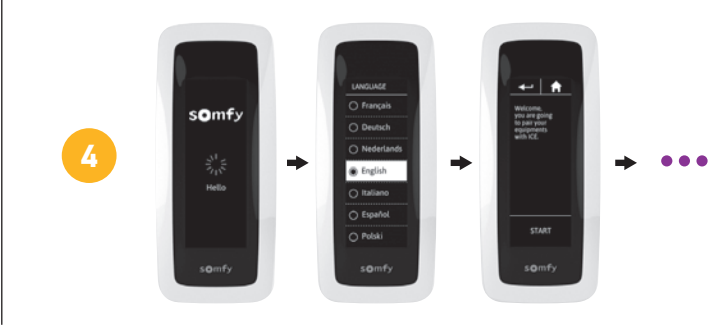 4
somfy
Hello
somfy
LANGUAGE
Français
Deutsch
Nederlands
English
Italiano
Español
Polski
somfy
Welcome,
you are going
to pair your
equipments
with ICE.
START
somfy